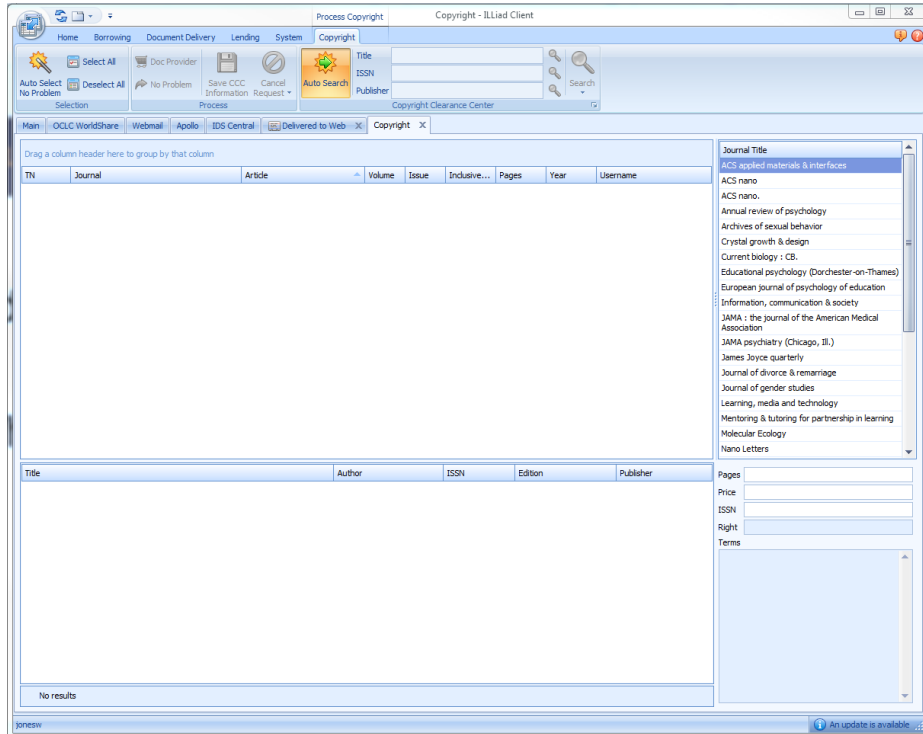 Process Copyright
Copyright - ILLiad Client
Home Borrowing Document Delivery Lending System Copyright
Auto Select
No Problem
Select All
Deselect All
Selection
Doc Provider
No Problem
Save CCC
Information
Cancel
Request
Process
Auto Search
Title
ISSN
Publisher
Search
Copyright Clearance Center
Main OCLC WorldShare Webmail Apollo IDS Central Delivered to Web X Copyright X
Drag a column header here to group by that column
TN Journal Article Volume Issue Inclusive... Pages Year Username
Journal Title
ACS applied materials & interfaces
ACS nano
ACS nano.
Annual review of psychology
Archives of sexual behavior
Crystal growth & design
Current biology : CB.
Educational psychology (Dorchester-on-Thames)
European journal of psychology of education
Information, communication & society
JAMA : the journal of the American Medical
Association
JAMA psychiatry (Chicago, Ill.)
James Joyce quarterly
Journal of divorce & remarriage
Journal of gender studies
Learning, media and technology
Mentoring & tutoring for partnership in learning
Molecular Ecology
Nano Letters
Title Author ISSN Edition Publisher
No results
Pages
Price
ISSN
Right
Terms
jonesw
An update is available